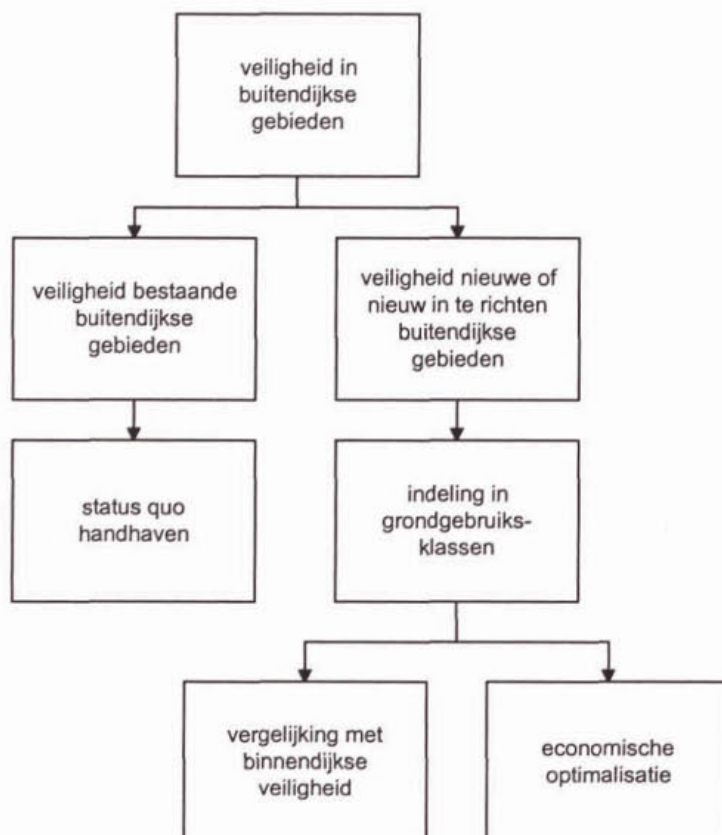 veiligheid in
buitendijkse
gebieden
veiligheid bestaande
buitendijkse
gebieden
veiligheid nieuwe of
nieuw in te richten
buitendijkse
gebieden
status quo
handhaven
indeling in
grondgebruiks-
klassen
vergelijking met
binnendijkse
veiligheid
economische
optimalisatie